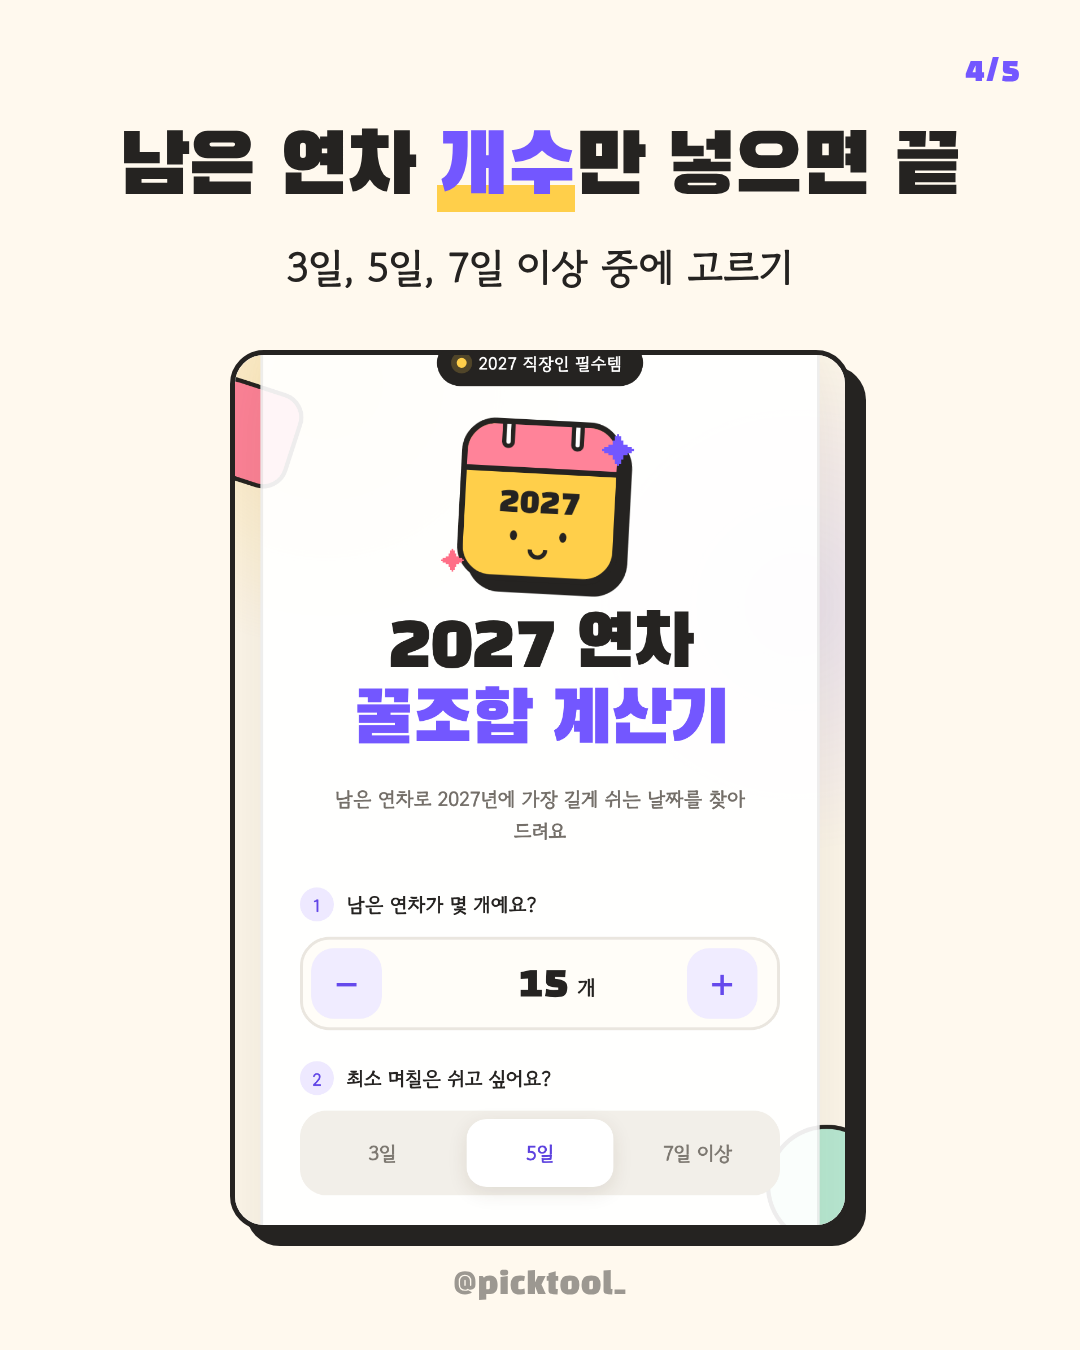 4/5
남은 연차 개수만 넣으면 끝
3일, 5일, 7일 이상 중에 고르기
2027 직장인 필수템
2027
2027 연차
꿀조합 계산기
남은 연차로 2027년에 가장 길게 쉬는 날짜를 찾아
드려요
1 남은 연차가 몇 개예요?
− 15 개 +
2 최소 며칠은 쉬고 싶어요?
3일 5일 7일 이상
@picktool_